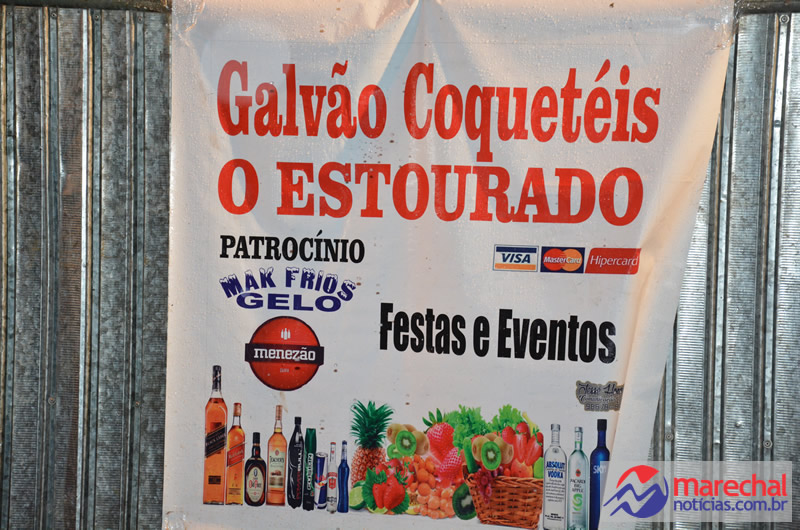 Galvão Coquetéis
O ESTOURADO
PATROCÍNIO
VISA MasterCard Hipercard
MAK FRIOS
GELO
Festas e Eventos
menezão
ABSOLUT
VODKA
SKYY
marechal
notícias.com.br